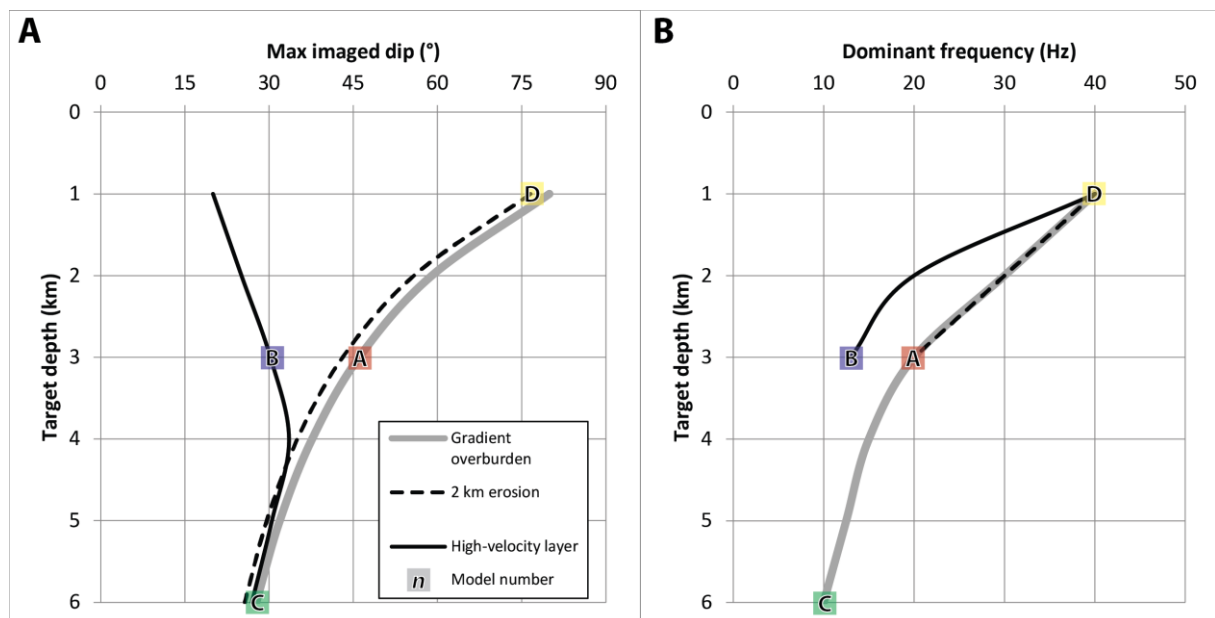 A
Max imaged dip (°)
0 15 30 45 60 75 90
Target depth (km)
0
1
2
3
4
5
6
D
B
A
C
Gradient
overburden
2 km erosion
High-velocity layer
n Model number
B
Dominant frequency (Hz)
0 10 20 30 40 50
Target depth (km)
0
1
2
3
4
5
6
D
B
A
C